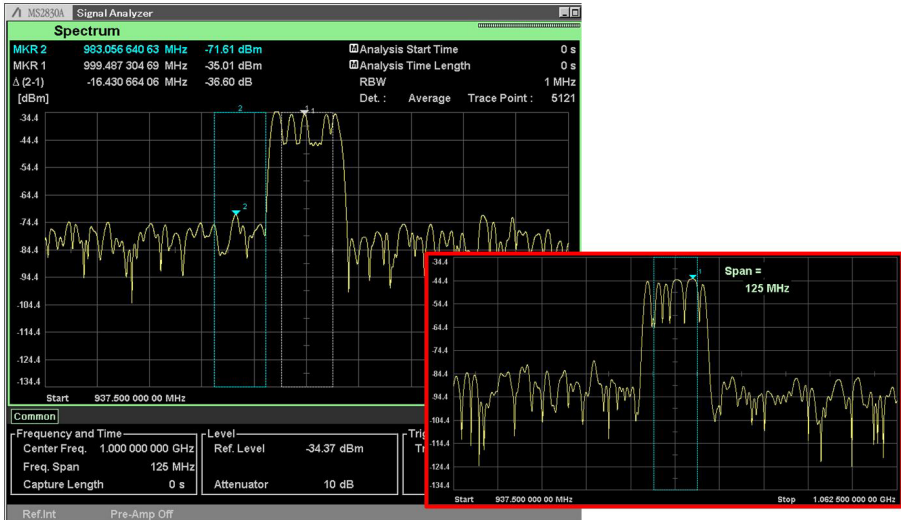 MS2830A Signal Analyzer
Spectrum
MKR 2 983.056 640 63 MHz -71.61 dBm
MAnalysis Start Time 0 s
MKR 1 999.487 304 69 MHz -35.01 dBm
MAnalysis Time Length 0 s
Δ (2-1) -16.430 664 06 MHz -36.60 dB
RBW 1 MHz
[dBm]
Det. : Average Trace Point : 5121
2
1
-34.4
-44.4
-54.4
-64.4
2
-74.4
-84.4
-94.4
-104.4
-114.4
-124.4
-134.4
Start 937.500 000 00 MHz
-34.4
1
Span =
125 MHz
-44.4
-54.4
-64.4
-74.4
-84.4
-94.4
-104.4
-114.4
-124.4
-134.4
Start 937.500 000 00 MHz
Stop 1.062 500 000 00 GHz
Common
Frequency and Time
Center Freq. 1.000 000 000 GHz
Freq. Span 125 MHz
Capture Length 0 s
Level
Ref. Level -34.37 dBm
Attenuator 10 dB
Ref.Int Pre-Amp Off